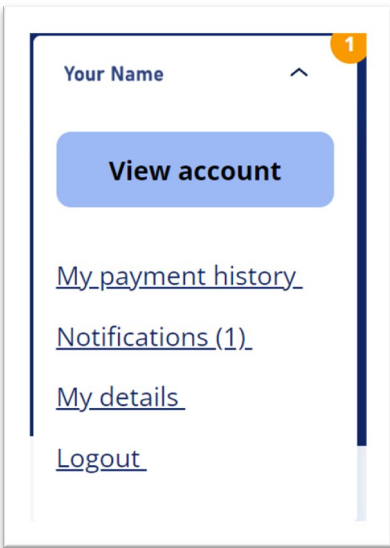 1
Your Name
View account
My payment history
Notifications (1)
My details
Logout